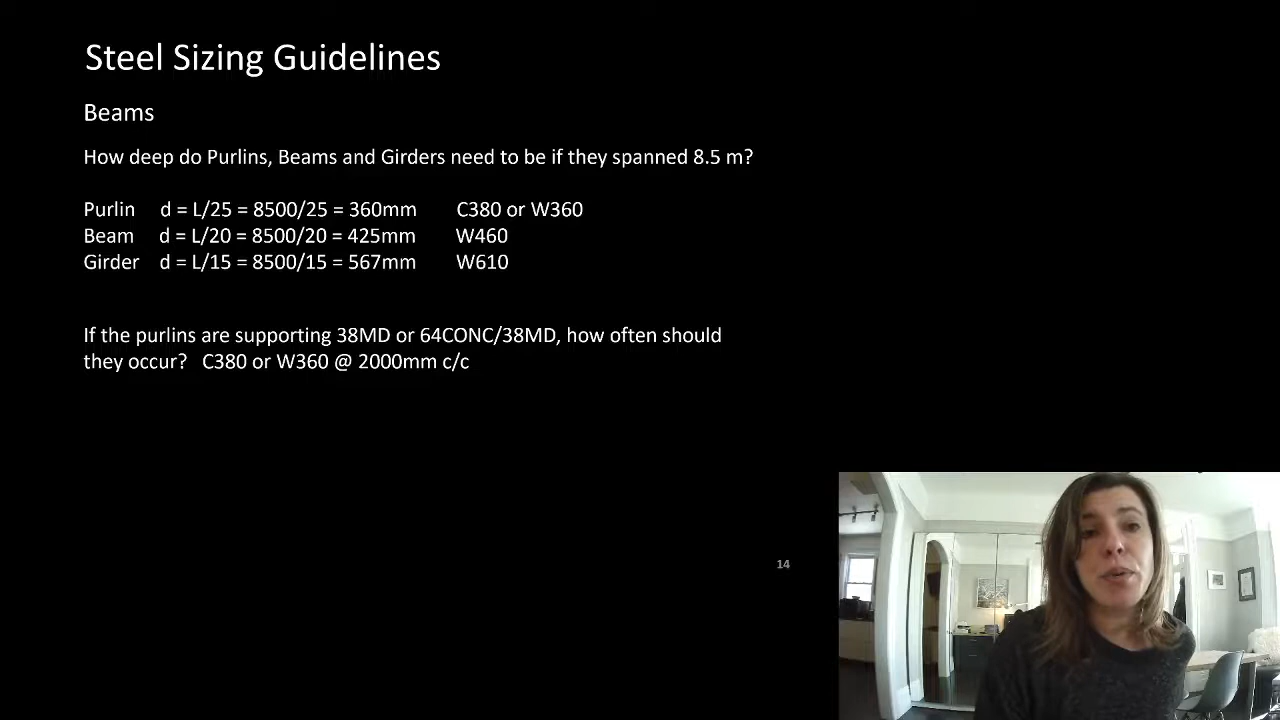 Steel Sizing Guidelines
Beams
How deep do Purlins, Beams and Girders need to be if they spanned 8.5 m?
Purlin d = L/25 = 8500/25 = 360mm C380 or W360
Beam d = L/20 = 8500/20 = 425mm W460
Girder d = L/15 = 8500/15 = 567mm W610
If the purlins are supporting 38MD or 64CONC/38MD, how often should
they occur? C380 or W360 @ 2000mm c/c
14